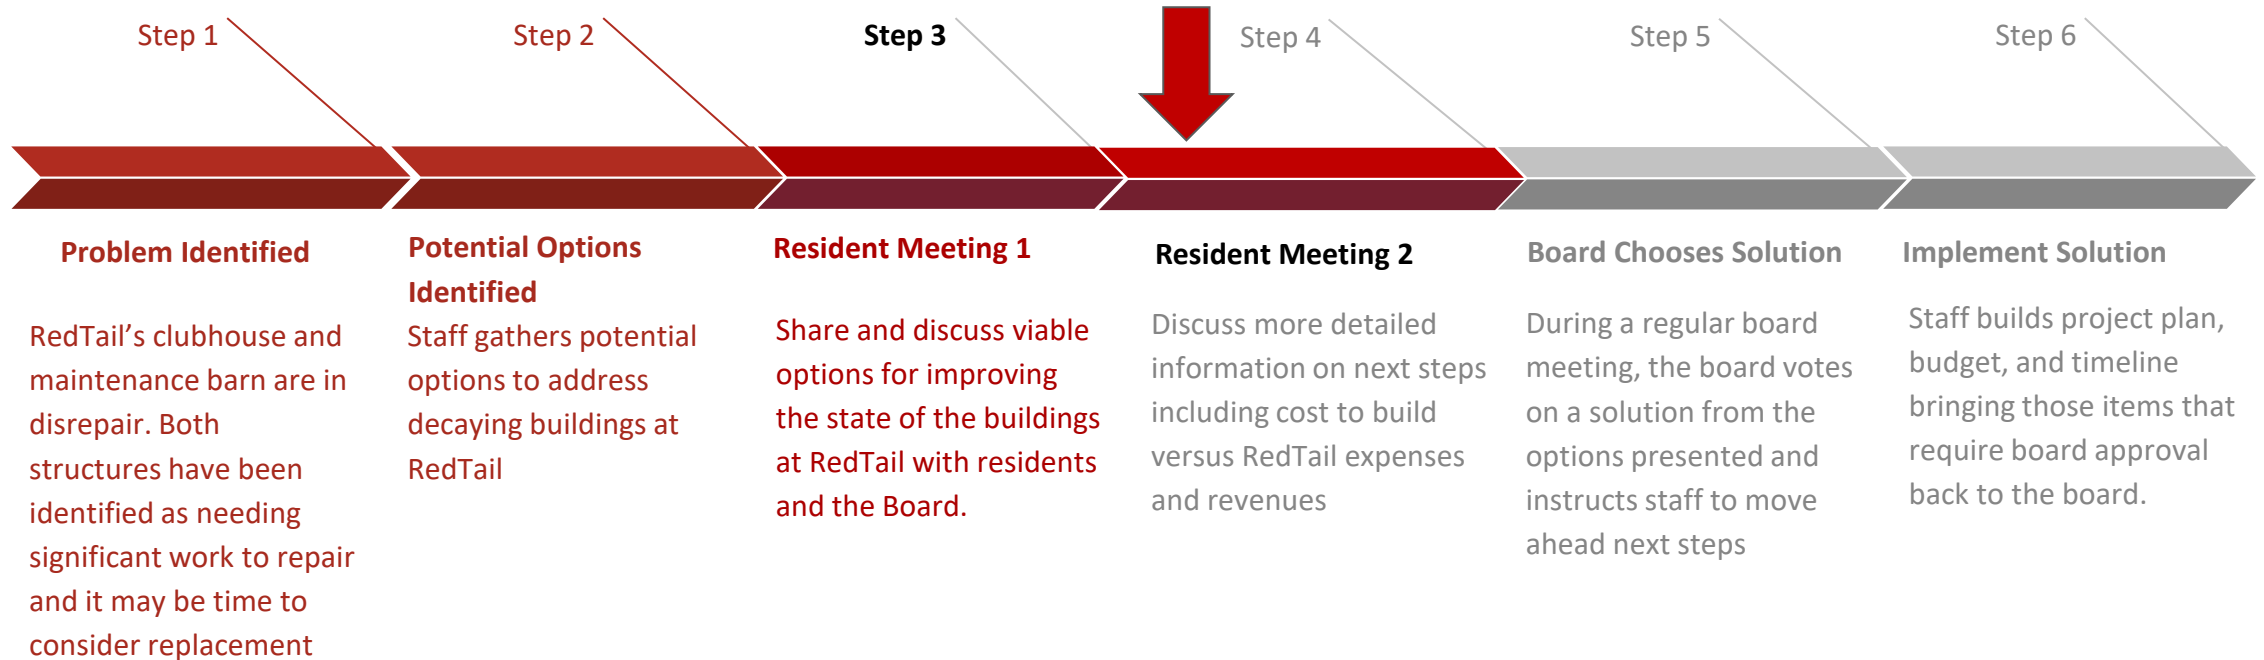 Step 1
Step 2
Step 3
Step 4
Step 5
Step 6
Problem Identified
RedTail’s clubhouse and
maintenance barn are in
disrepair. Both
structures have been
identified as needing
significant work to repair
and it may be time to
consider replacement
Potential Options
Identified
Staff gathers potential
options to address
decaying buildings at
RedTail
Resident Meeting 1
Share and discuss viable
options for improving
the state of the buildings
at RedTail with residents
and the Board.
Resident Meeting 2
Discuss more detailed
information on next steps
including cost to build
versus RedTail expenses
and revenues
Board Chooses Solution
During a regular board
meeting, the board votes
on a solution from the
options presented and
instructs staff to move
ahead next steps
Implement Solution
Staff builds project plan,
budget, and timeline
bringing those items that
require board approval
back to the board.